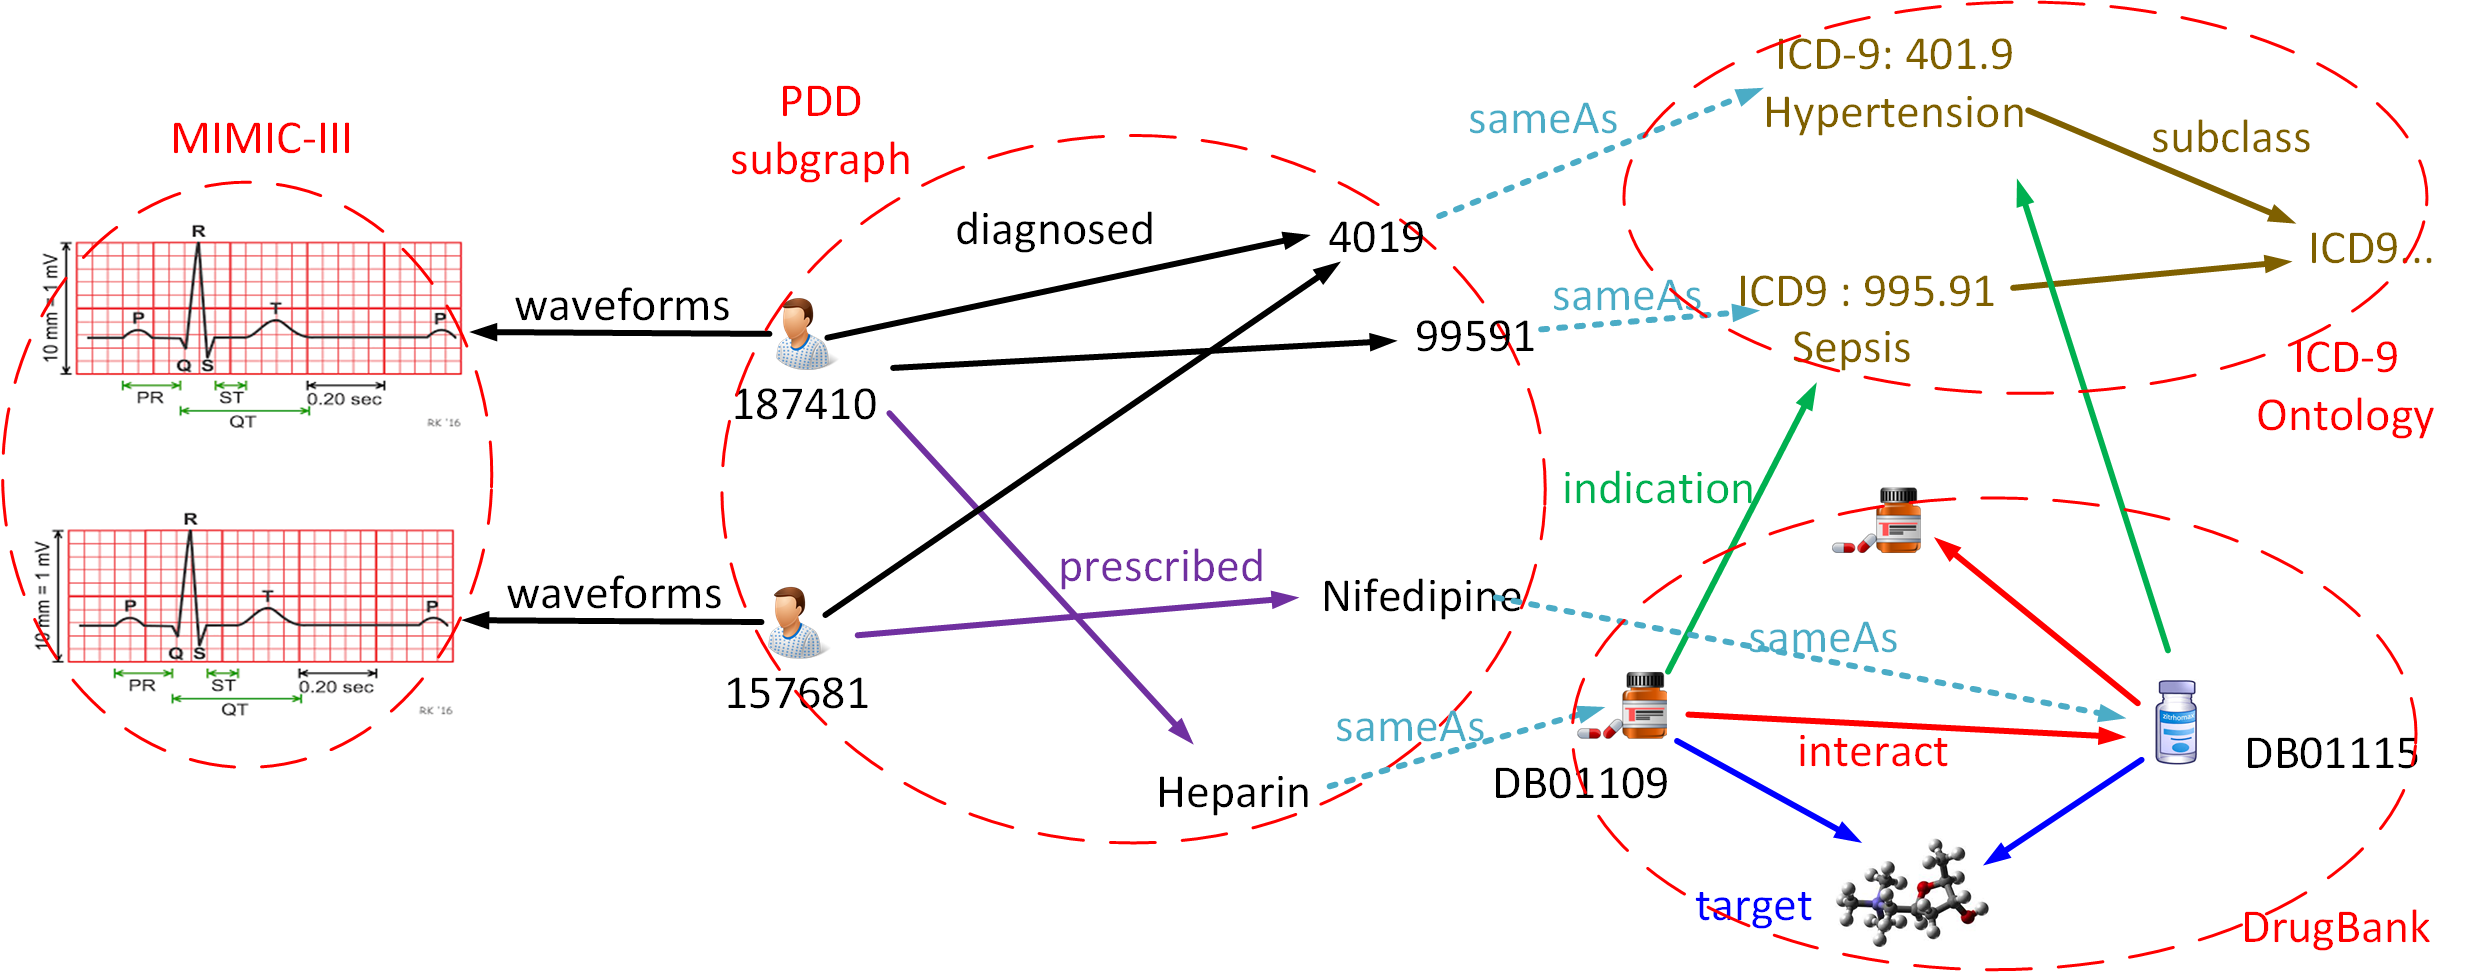 MIMIC-III
10 mm = 1 mV
R
P
T
P
Q
S
PR
ST
0.20 sec
QT
RK '16
10 mm = 1 mV
R
P
T
P
Q
S
PR
ST
0.20 sec
QT
RK '16
waveforms
waveforms
PDD
subgraph
187410
157681
diagnosed
prescribed
4019
99591
Nifedipine
Heparin
sameAs
sameAs
sameAs
sameAs
ICD-9: 401.9
Hypertension
subclass
ICD9...
ICD9 : 995.91
Sepsis
ICD-9
Ontology
indication
interact
zitrhomax
DB01109
DB01115
target
DrugBank